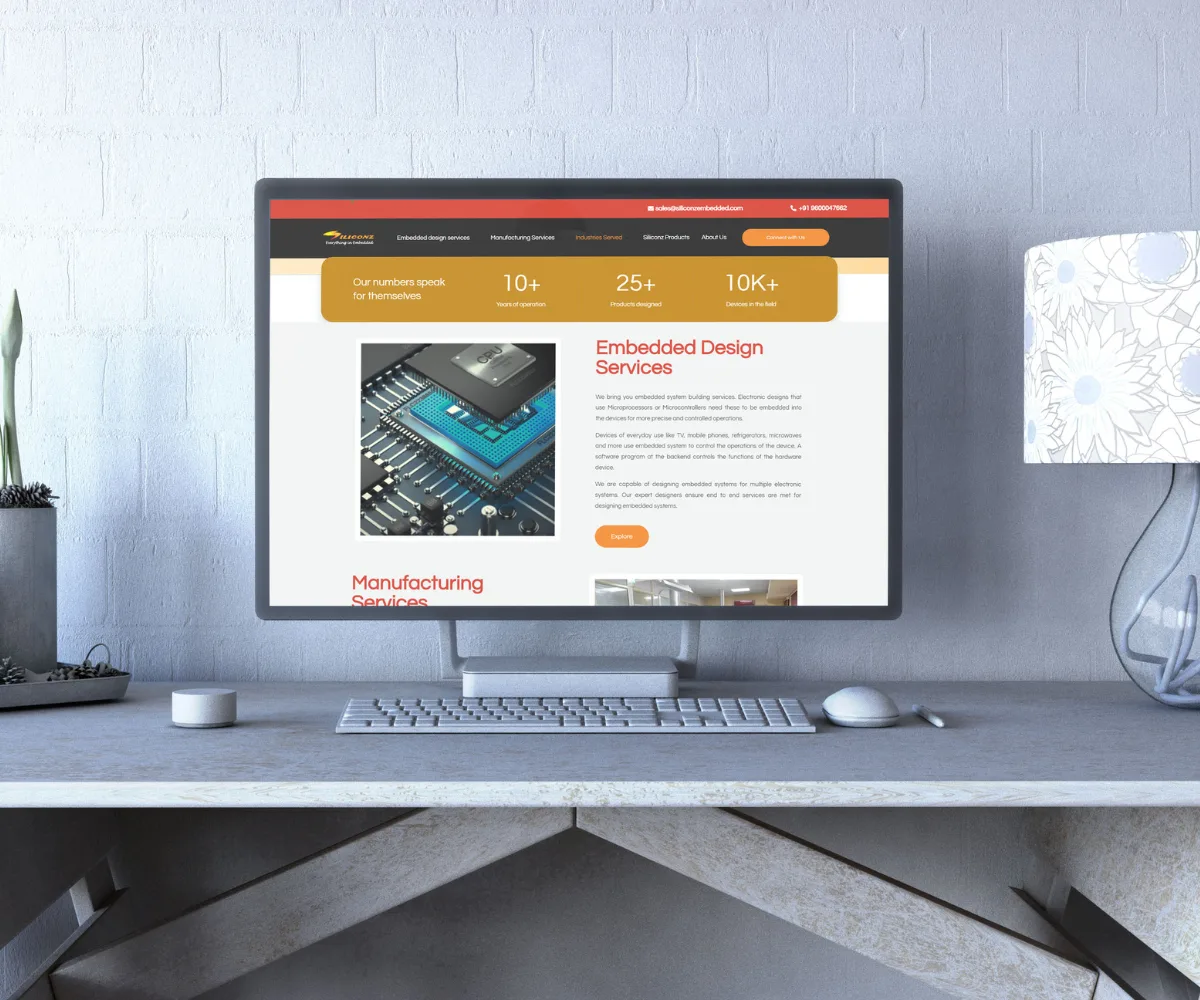 sales@siliconzembedded.com
+91 9600047662
SILICONZ
Everything in Embedded
Embedded design services
Manufacturing Services
Industries Served
Siliconz Products
About Us
Connect with Us
Our numbers speak
for themselves
10+
Years of operation
25+
Products designed
10K+
Devices in the field
CPU
Embedded Design
Services
We bring you embedded system building services. Electronic designs that
use Microprocessors or Microcontrollers need these to be embedded into
the devices for more precise and controlled operations.
Devices of everyday use like TV, mobile phones, refrigerators, microwaves
and more use embedded system to control the operations of the device. A
software program at the backend controls the functions of the hardware
device.
We are capable of designing embedded systems for multiple electronic
systems. Our expert designers ensure end to end services are met for
designing embedded systems.
Explore
Manufacturing
Services